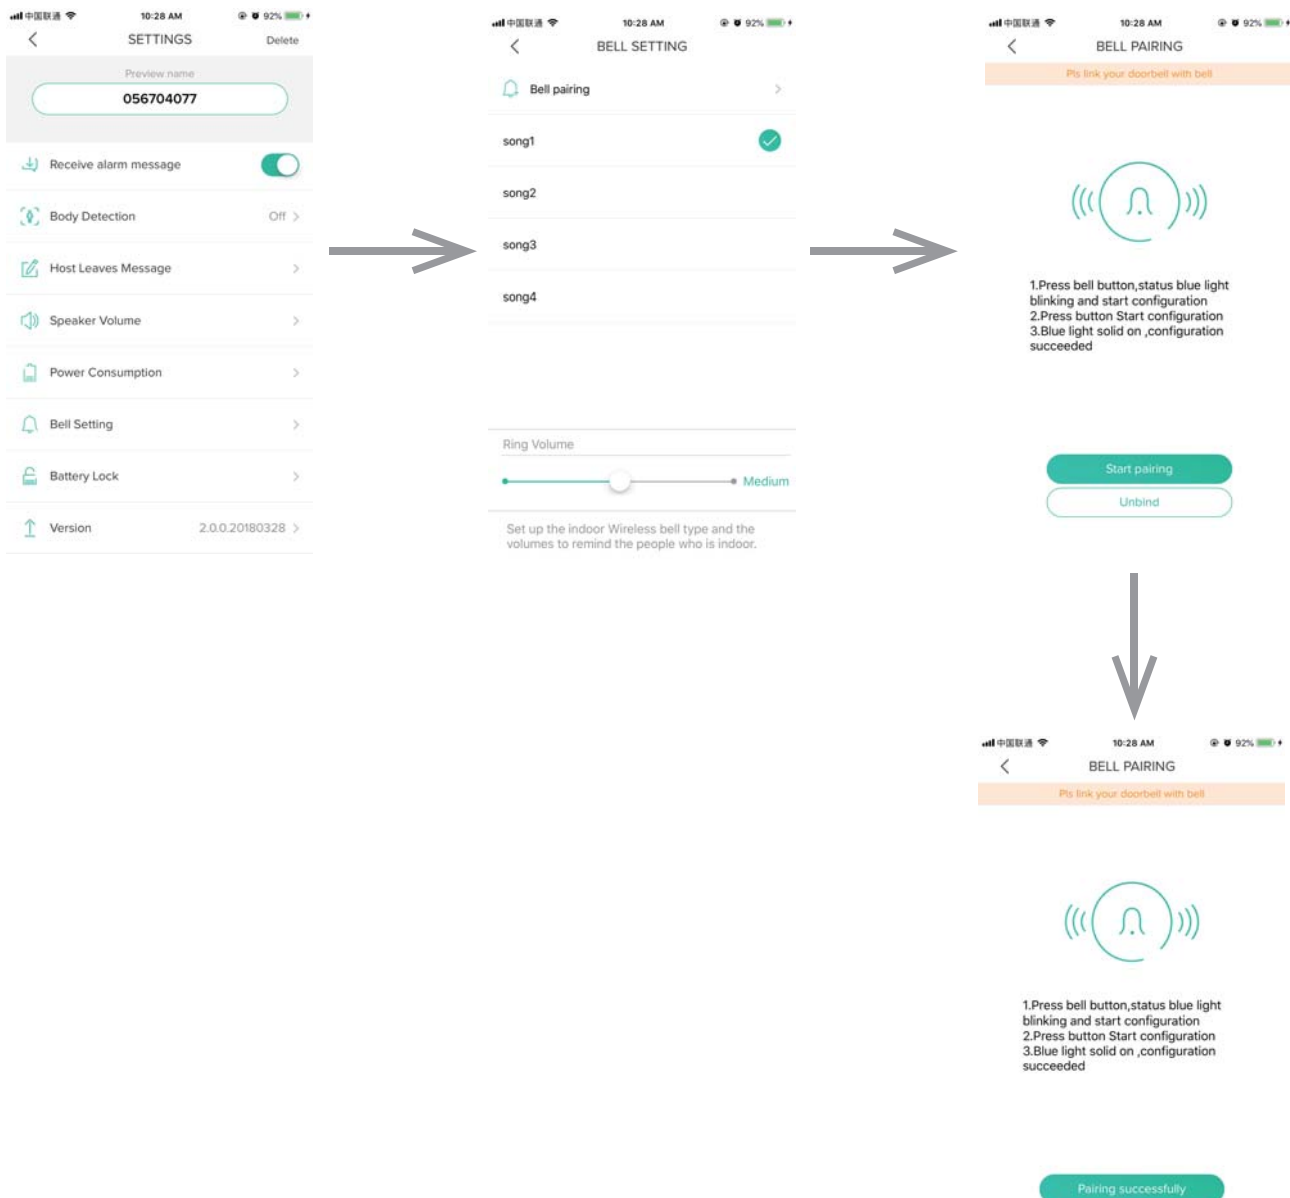 中国联通 10:28 AM 92%
SETTINGS Delete
Preview name
056704077
Receive alarm message
Body Detection Off
Host Leaves Message
Speaker Volume
Power Consumption
Bell Setting
Battery Lock
Version 2.0.0.20180328
中国联通 10:28 AM 92%
BELL SETTING
Bell pairing
song1
song2
song3
song4
Ring Volume
Medium
Set up the indoor Wireless bell type and the
volumes to remind the people who is indoor.
中国联通 10:28 AM 92%
BELL PAIRING
Pls link your doorbell with bell
1.Press bell button,status blue light
blinking and start configuration
2.Press button Start configuration
3.Blue light solid on ,configuration
succeeded
Start pairing
Unbind
中国联通 10:28 AM 92%
BELL PAIRING
Pls link your doorbell with bell
1.Press bell button,status blue light
blinking and start configuration
2.Press button Start configuration
3.Blue light solid on ,configuration
succeeded
Pairing successfully